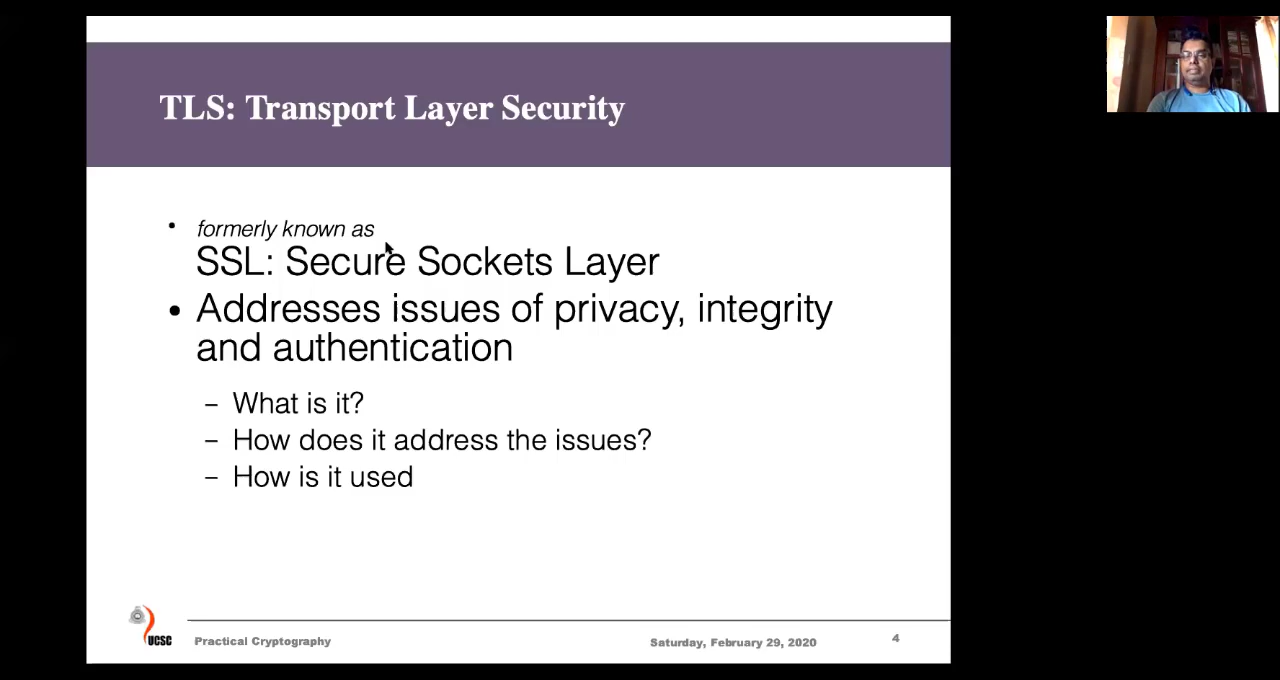 TLS: Transport Layer Security
• formerly known as
SSL: Secure Sockets Layer
• Addresses issues of privacy, integrity
and authentication
– What is it?
– How does it address the issues?
– How is it used
UCSC
Practical Cryptography
Saturday, February 29, 2020
4